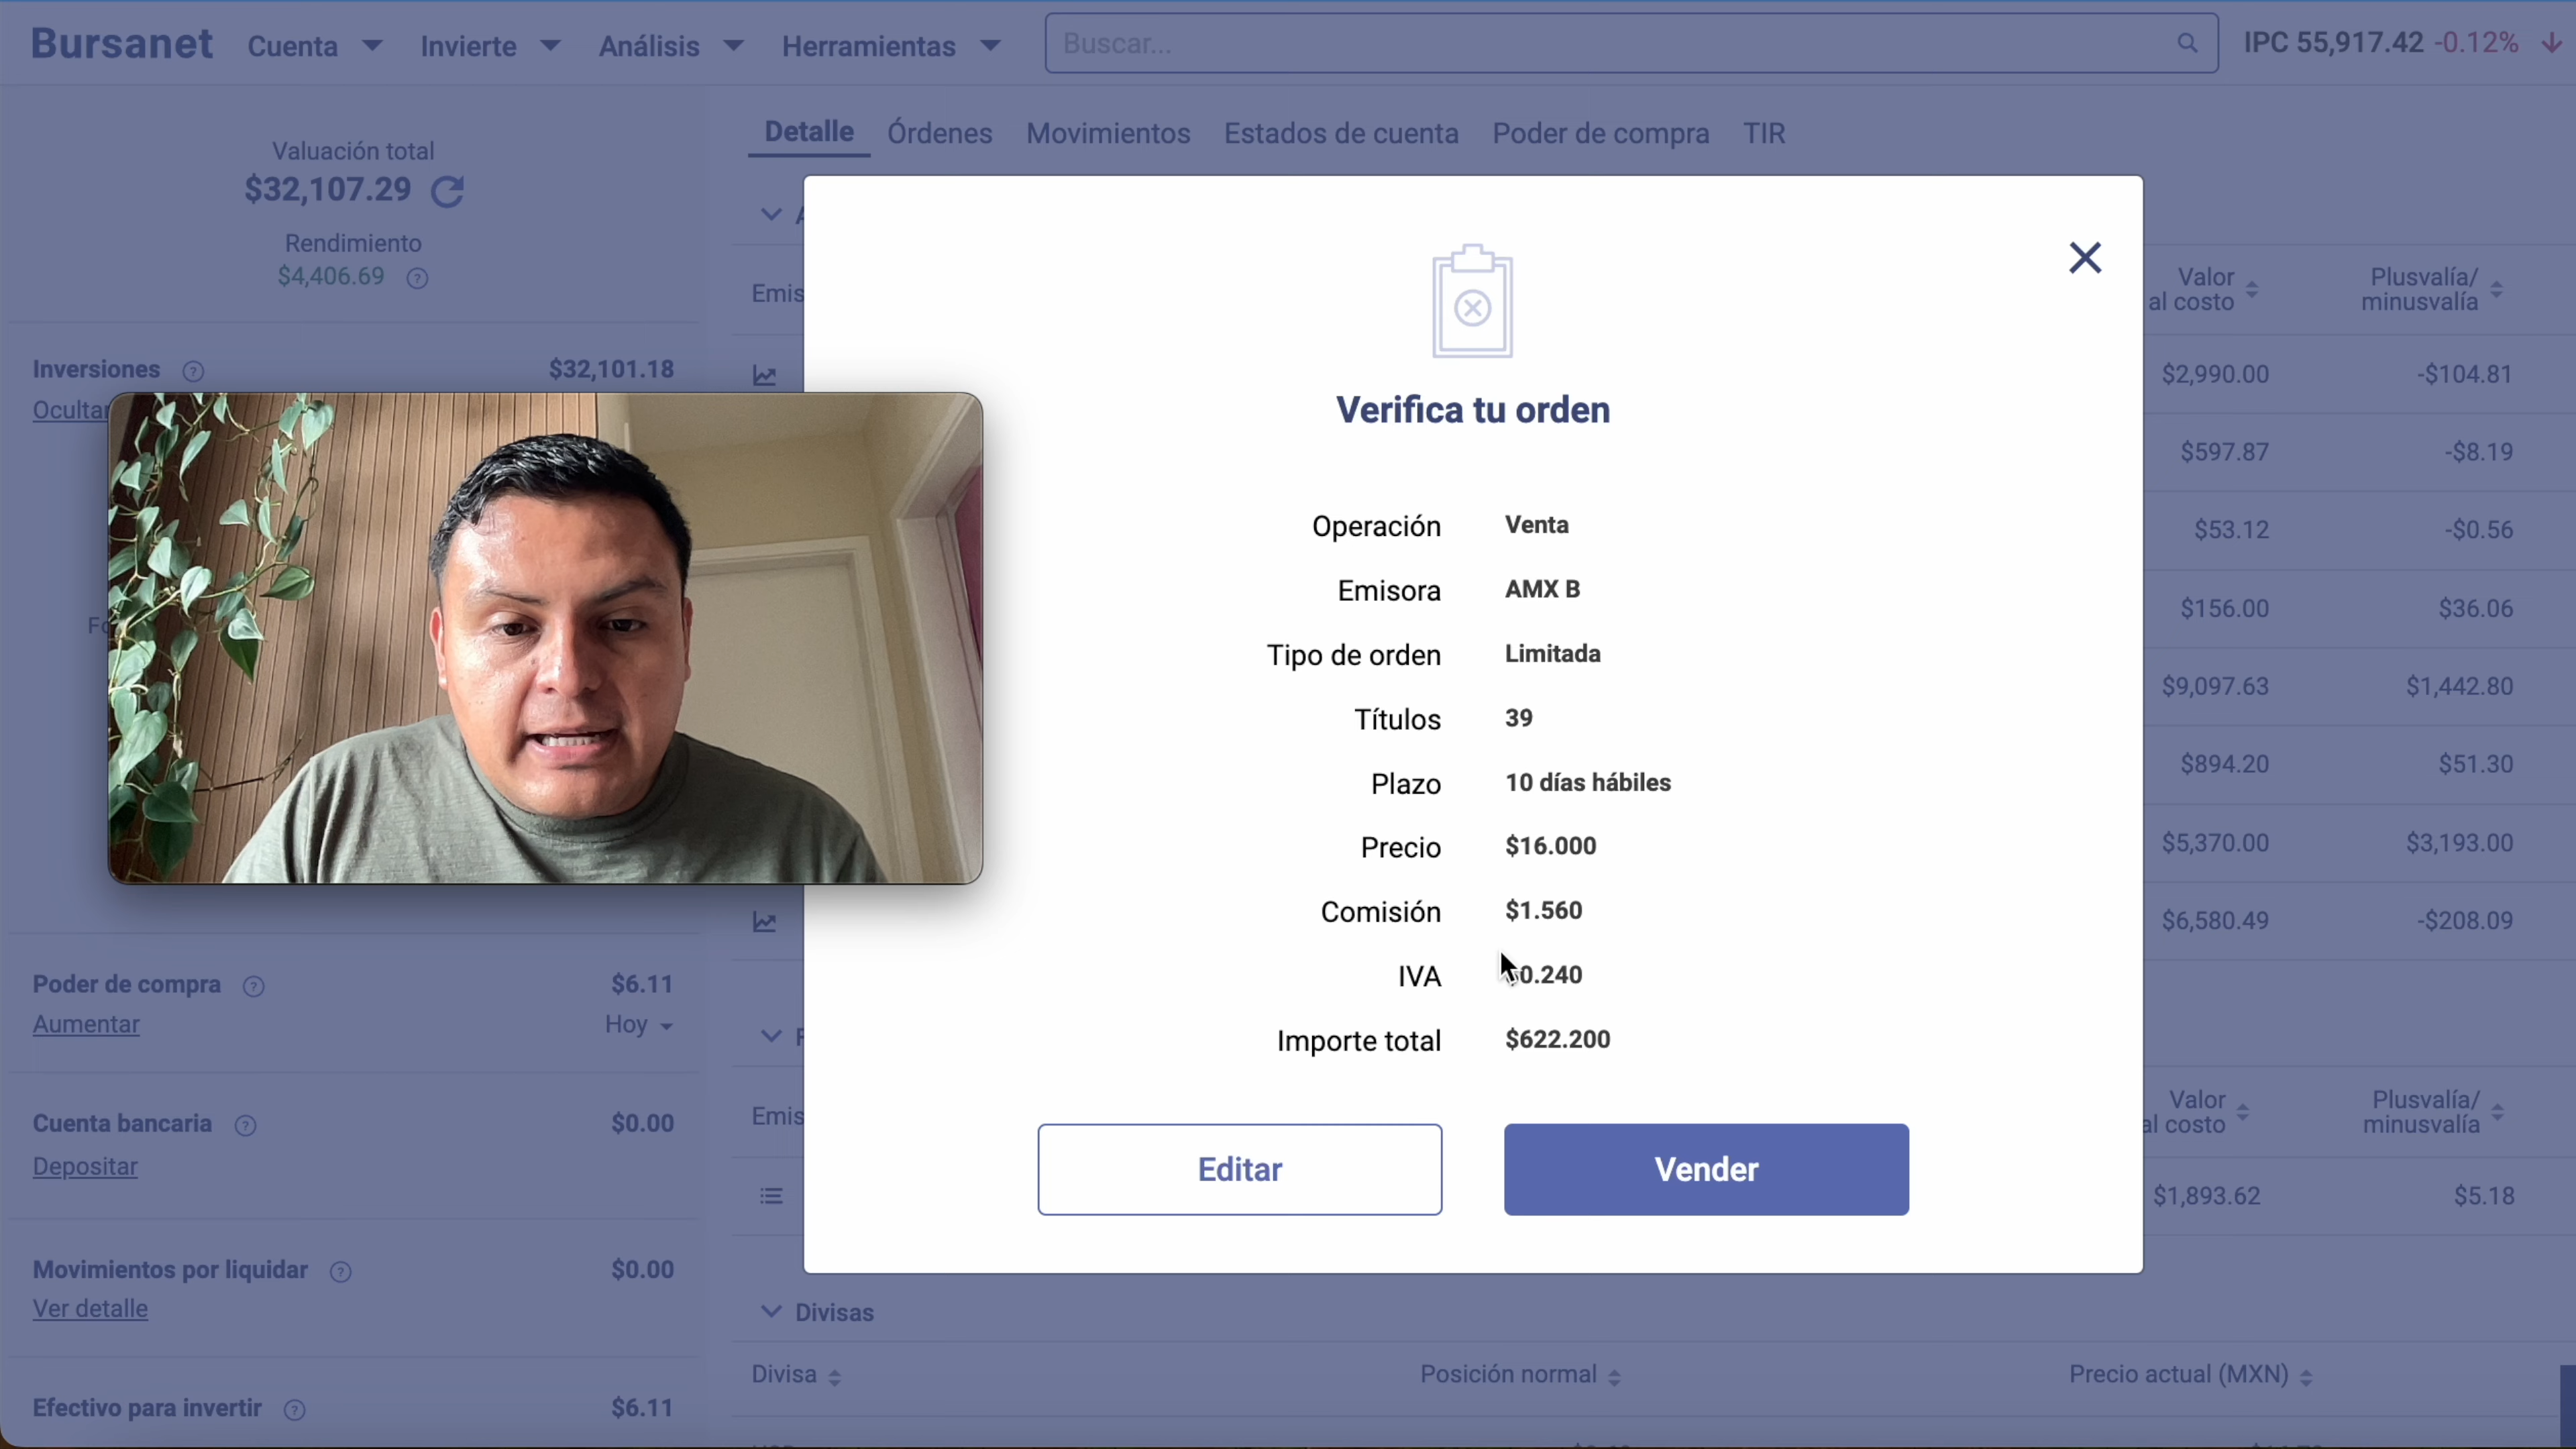 Bursanet Cuenta Invierte Análisis Herramientas Buscar... IPC 55,917.42 -0.12%
Valuación total
$32,107.29
Rendimiento
$4,406.69
Inversiones $32,101.18
Ocultar
Poder de compra $6.11
Aumentar Hoy
Cuenta bancaria $0.00
Depositar
Movimientos por liquidar $0.00
Ver detalle
Efectivo para invertir $6.11
Detalle Órdenes Movimientos Estados de cuenta Poder de compra TIR
Verifica tu orden
Operación Venta
Emisora AMX B
Tipo de orden Limitada
Títulos 39
Plazo 10 días hábiles
Precio $16.000
Comisión $1.560
IVA 0.240
Importe total $622.200
Editar Vender
Emis
Valor
al costo
Plusvalía/
minusvalía
$2,990.00 -$104.81
$597.87 -$8.19
$53.12 -$0.56
$156.00 $36.06
$9,097.63 $1,442.80
$894.20 $51.30
$5,370.00 $3,193.00
$6,580.49 -$208.09
Emis
Valor
al costo
Plusvalía/
minusvalía
$1,893.62 $5.18
Divisas
Divisa Posición normal Precio actual (MXN)